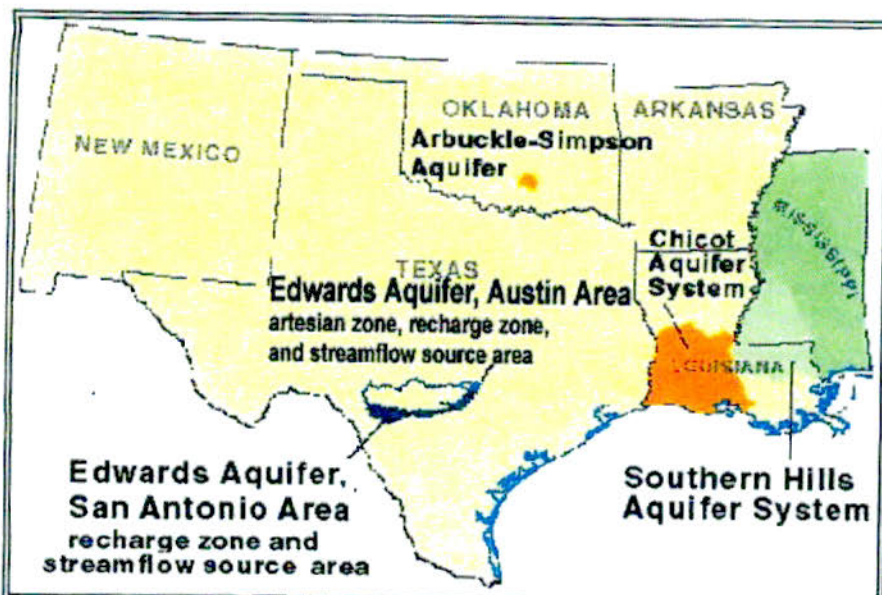 OKLAHOMA
ARKANSAS
NEW MEXICO
Arbuckle-Simpson
Aquifer
MISSISSIPPI
Chicot
Aquifer
System
TEXAS
Edwards Aquifer, Austin Area
artesian zone, recharge zone,
and streamflow source area
LOUISIANA
Edwards Aquifer,
San Antonio Area
recharge zone and
streamflow source area
Southern Hills
Aquifer System